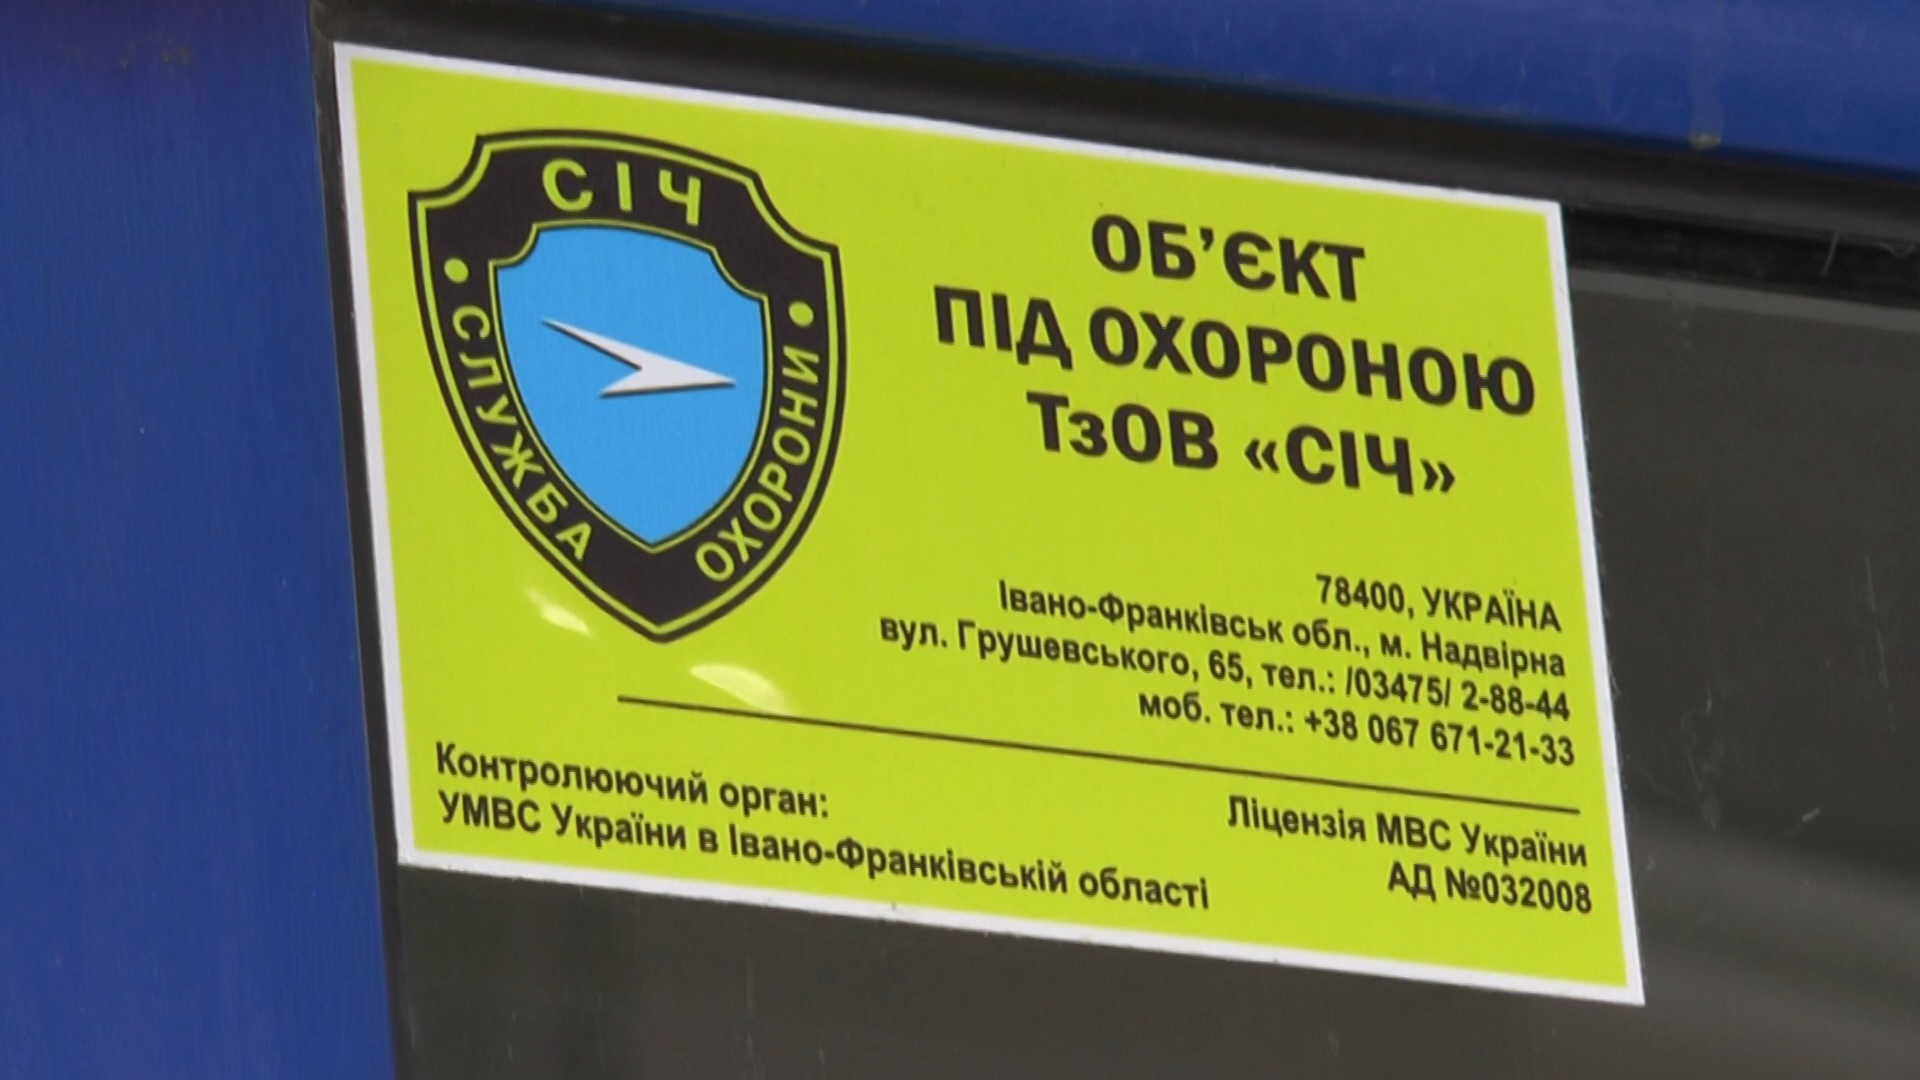 СІЧ
• СЛУЖБА ОХОРОНИ •
ОБ’ЄКТ
ПІД ОХОРОНОЮ
ТзОВ «СІЧ»
78400, УКРАЇНА
Івано-Франківськ обл., м. Надвірна
вул. Грушевського, 65, тел.: /03475/ 2-88-44
моб. тел.: +38 067 671-21-33
Контролюючий орган:
УМВС України в Івано-Франківській області
Ліцензія МВС України
АД №032008